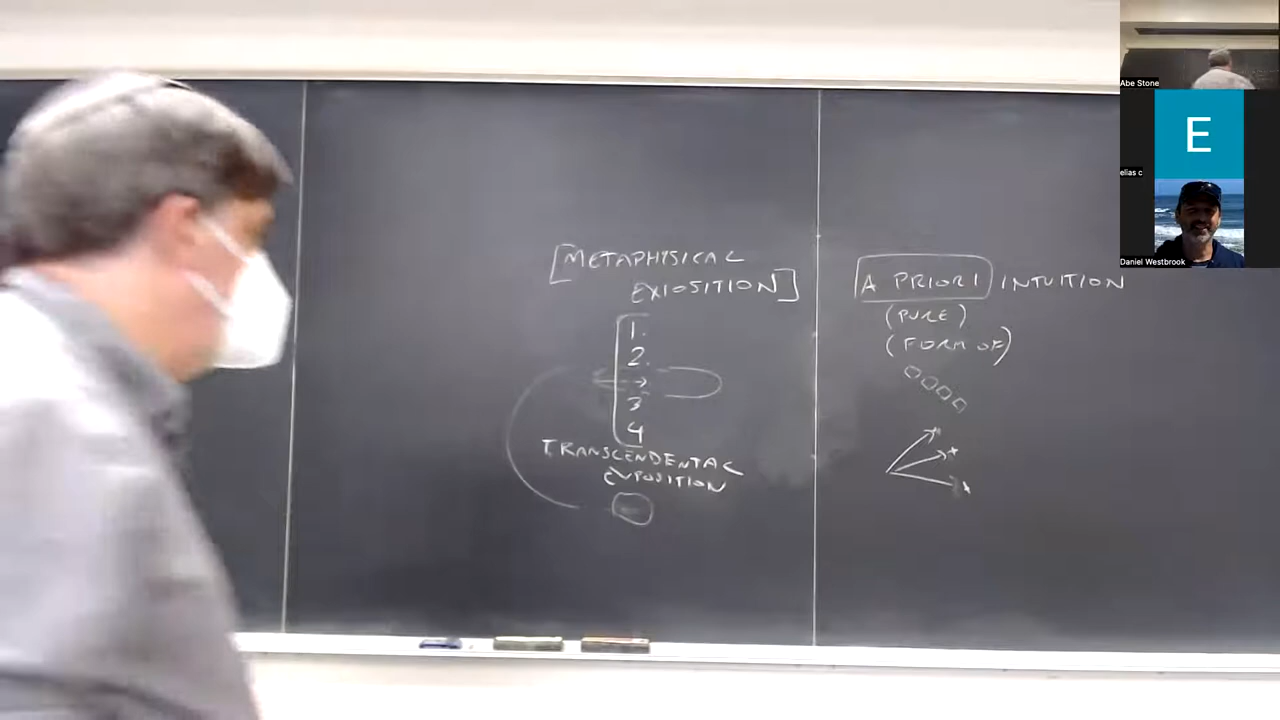 [METAPHYSICAL
EXPOSITION]
1.
2.
→
3
4
TRANSCENDENTAL
EXPOSITION
A PRIORI INTUITION
(PURE)
(FORM OF)
Abe Stone
E
elias c
Daniel Westbrook